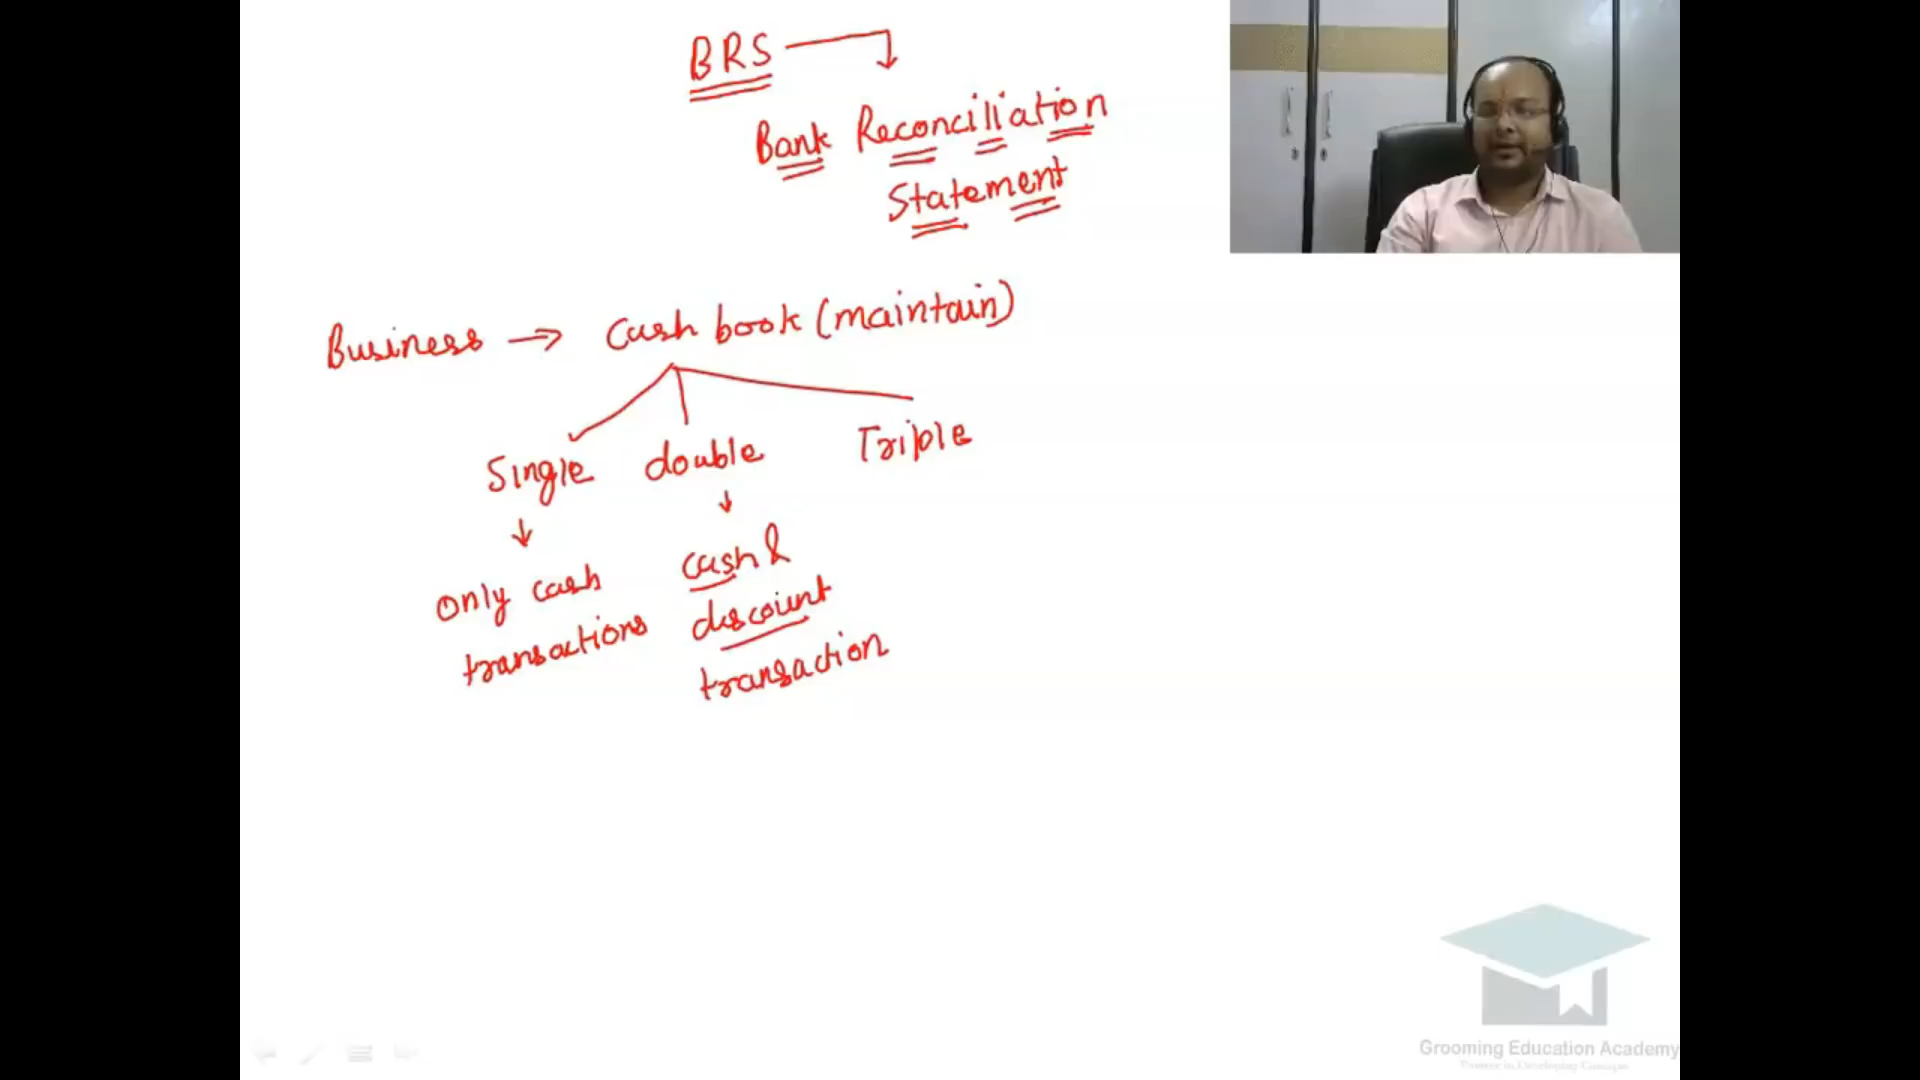 BRS
Bank Reconciliation
Statement
Business → Cash book (maintain)
Single double Triple
↓ ↓
only cash cash &
transactions discount
transaction
Grooming Education Academy